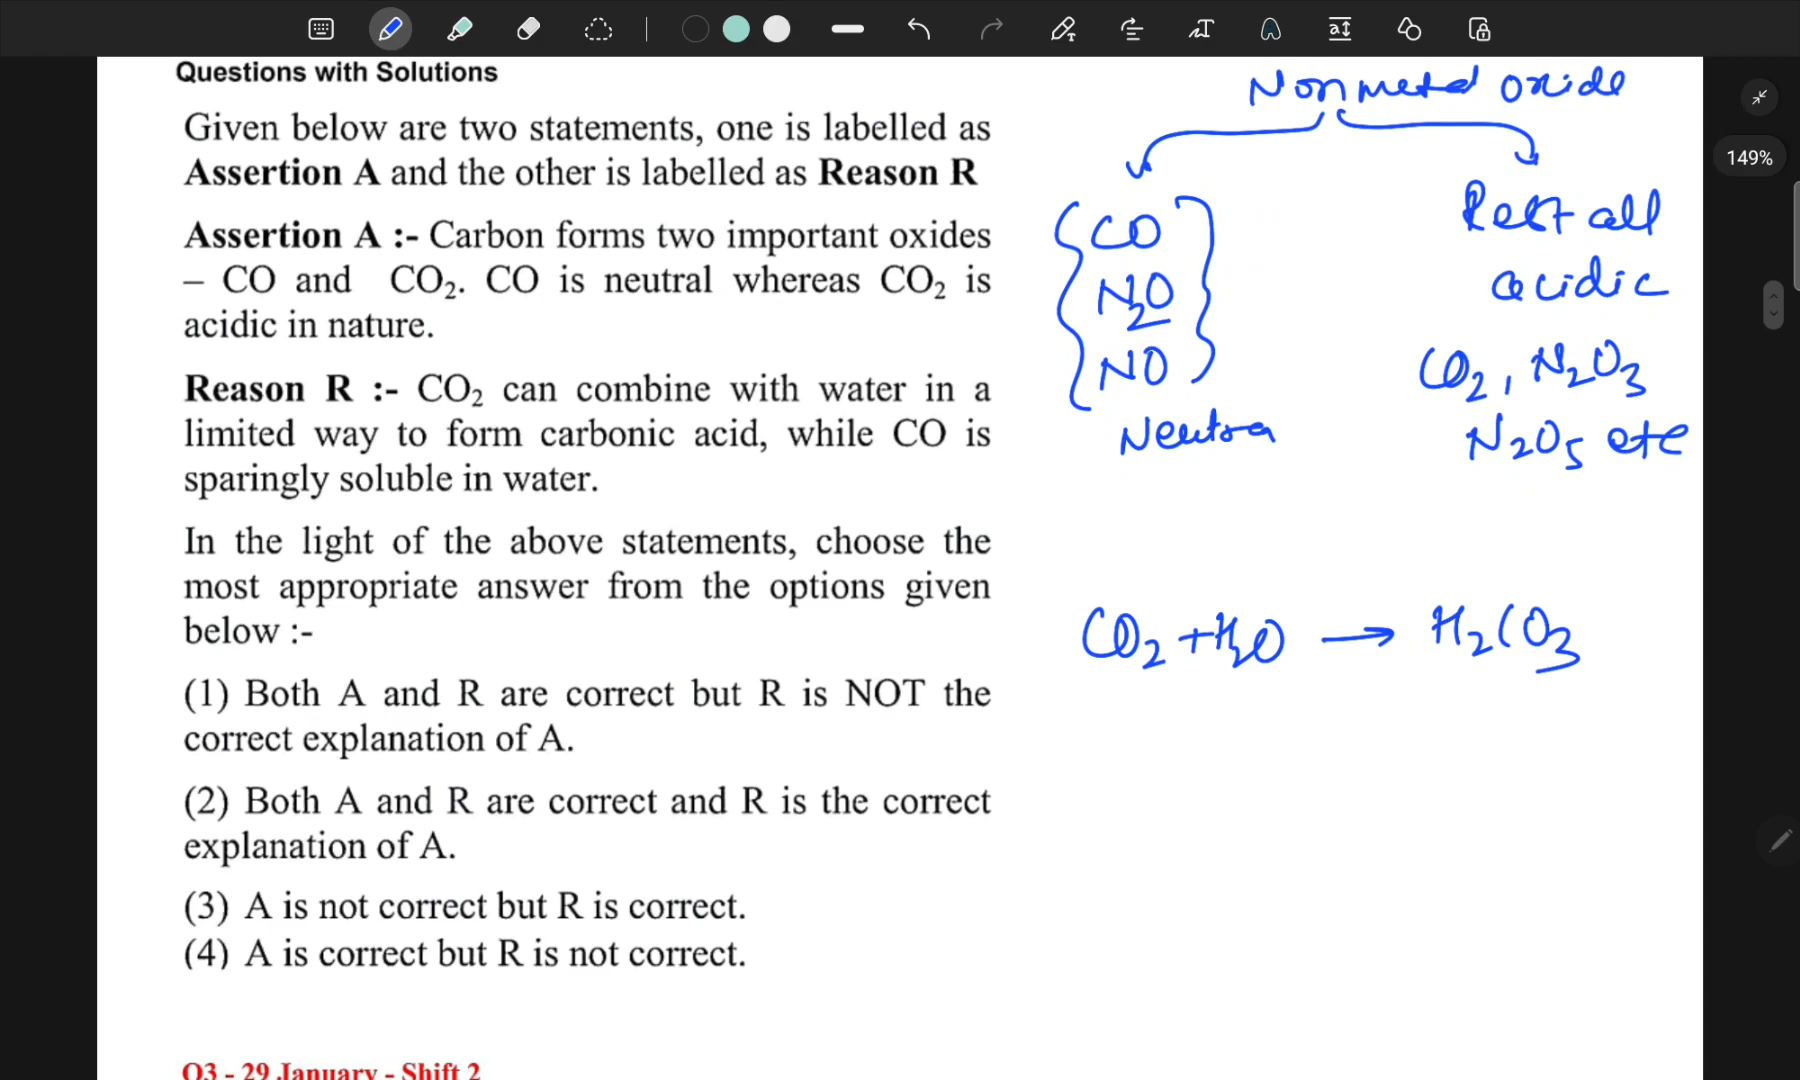 149%
Questions with Solutions
Given below are two statements, one is labelled as
Assertion A and the other is labelled as Reason R
Assertion A :- Carbon forms two important oxides
– CO and CO₂. CO is neutral whereas CO₂ is
acidic in nature.
Reason R :- CO₂ can combine with water in a
limited way to form carbonic acid, while CO is
sparingly soluble in water.
In the light of the above statements, choose the
most appropriate answer from the options given
below :-
(1) Both A and R are correct but R is NOT the
correct explanation of A.
(2) Both A and R are correct and R is the correct
explanation of A.
(3) A is not correct but R is correct.
(4) A is correct but R is not correct.
Q3 - 29 January - Shift 2
Nonmetal oxide
CO
N₂O
NO
Neutra
Rest all
acidic
CO₂, N₂O₃
N₂O₅ etc
CO₂ + H₂O → H₂CO₃